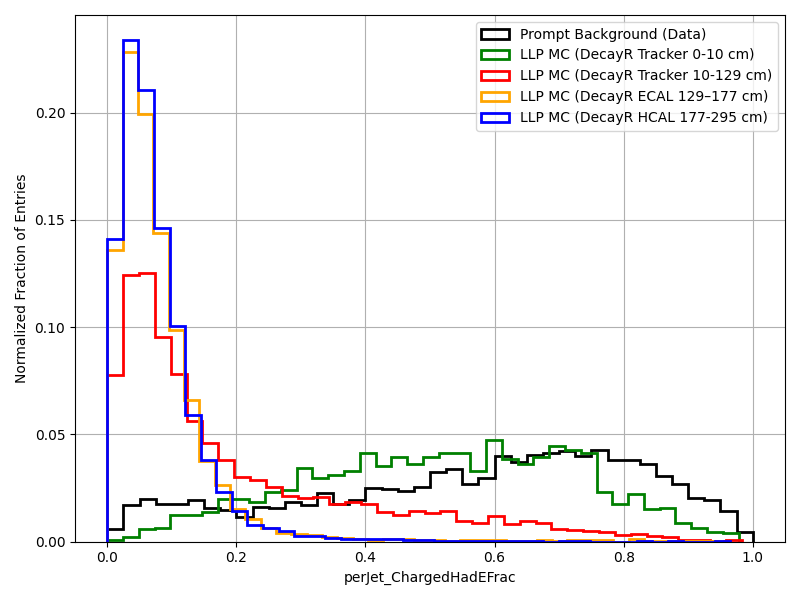 Prompt Background (Data)
LLP MC (DecayR Tracker 0-10 cm)
LLP MC (DecayR Tracker 10-129 cm)
LLP MC (DecayR ECAL 129–177 cm)
LLP MC (DecayR HCAL 177-295 cm)
Normalized Fraction of Entries
0.20
0.15
0.10
0.05
0.00
0.0 0.2 0.4 0.6 0.8 1.0
perJet_ChargedHadEFrac